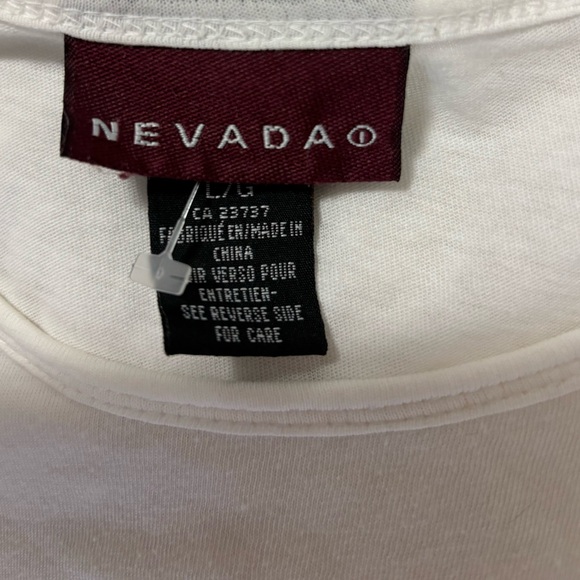 NEVADA
L/G
CA 23737
FABRIQUÉ EN/MADE IN
CHINA
VERSO POUR
ENTRETIEN-
SEE REVERSE SIDE
FOR CARE